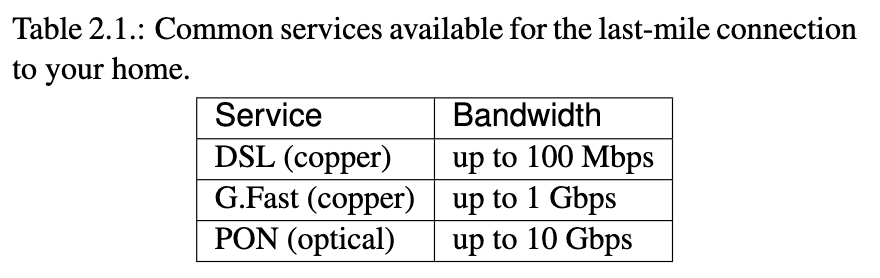 Table 2.1.: Common services available for the last-mile connection
to your home.
Service Bandwidth
DSL (copper) up to 100 Mbps
G.Fast (copper) up to 1 Gbps
PON (optical) up to 10 Gbps